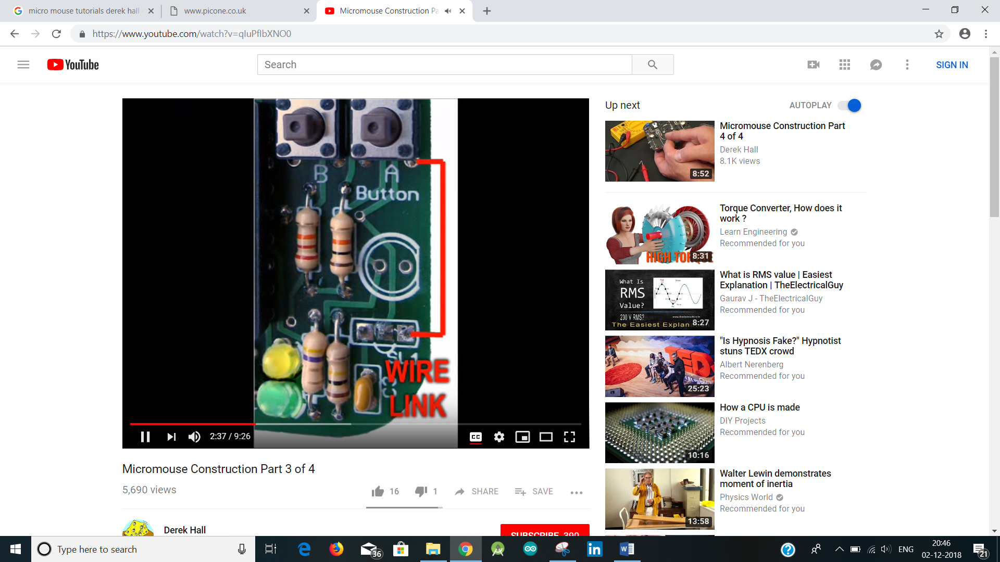 micro mouse tutorials derek hall
www.picone.co.uk
Micromouse Construction Pa
https://www.youtube.com/watch?v=qIuPflbXNO0
YouTube
Search
SIGN IN
B
A
Button
SL1
WIRE
LINK
2:37 / 9:26
CC
Micromouse Construction Part 3 of 4
5,690 views
16
1
SHARE
SAVE
Derek Hall
SUBSCRIBE 390
Up next
AUTOPLAY
8:52
Micromouse Construction Part
4 of 4
Derek Hall
8.1K views
HIGH TORQUE
8:31
Torque Converter, How does it
work ?
Learn Engineering
Recommended for you
What Is
RMS
Value?
230 V RMS?
The Easiest Explan
8:27
What is RMS value | Easiest
Explanation | TheElectricalGuy
Gaurav J - TheElectricalGuy
Recommended for you
TED
25:23
"Is Hypnosis Fake?" Hypnotist
stuns TEDX crowd
Albert Nerenberg
Recommended for you
10:16
How a CPU is made
DIY Projects
Recommended for you
13:58
Walter Lewin demonstrates
moment of inertia
Physics World
Recommended for you
Type here to search
36
ENG
20:46
02-12-2018
21